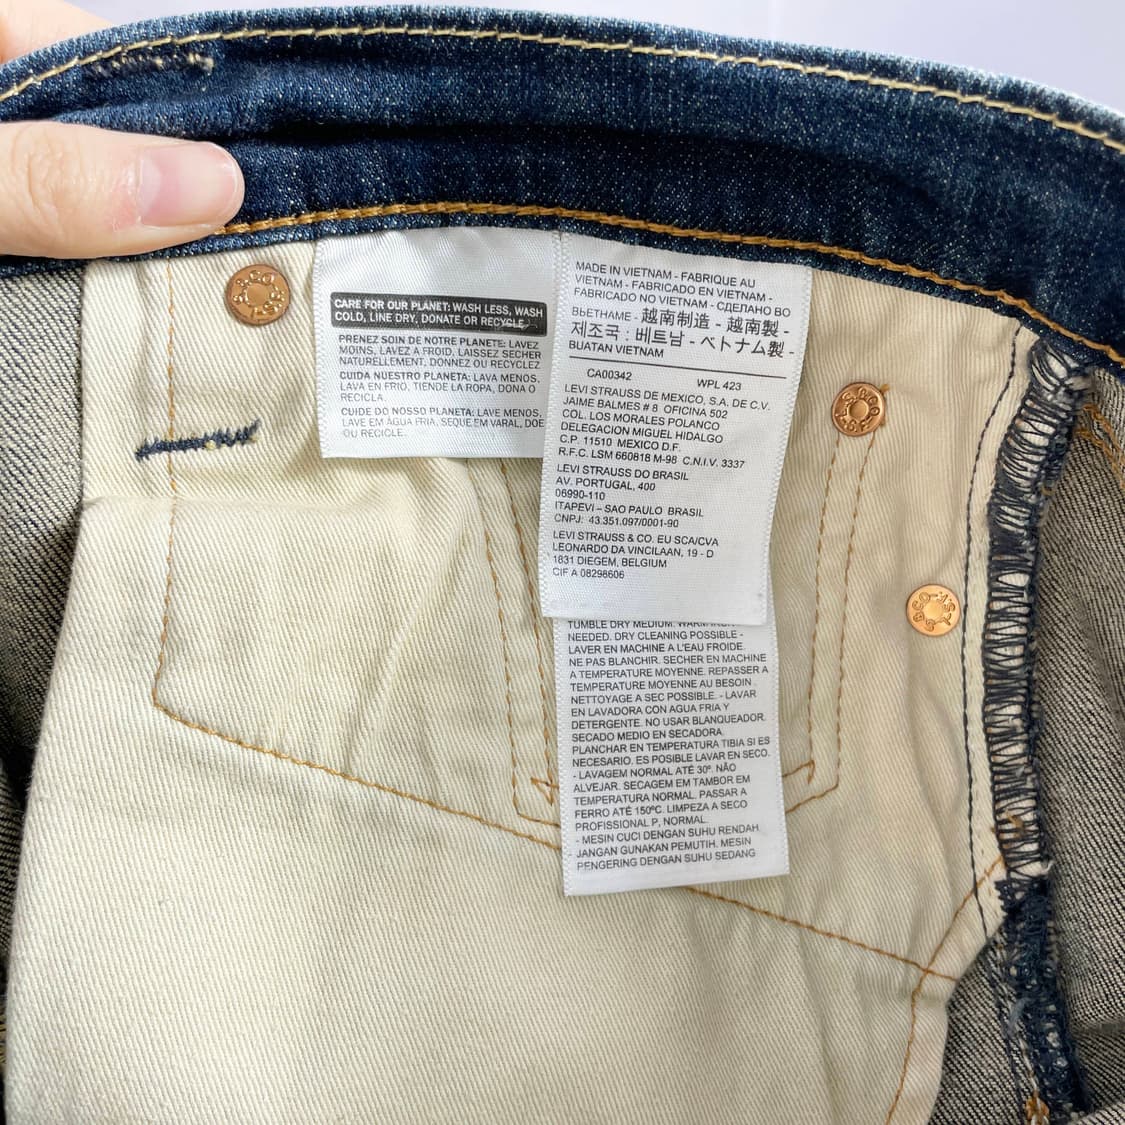 CARE FOR OUR PLANET: WASH LESS, WASH
COLD, LINE DRY, DONATE OR RECYCLE
PRENEZ SOIN DE NOTRE PLANETE: LAVEZ
MOINS, LAVEZ A FROID, LAISSEZ SECHER
NATURELLEMENT, DONNEZ OU RECYCLEZ
CUIDA NUESTRO PLANETA: LAVA MENOS,
LAVA EN FRIO, TIENDE LA ROPA, DONA O
RECICLA.
CUIDE DO NOSSO PLANETA: LAVE MENOS,
LAVE EM ÁGUA FRIA, SEQUE EM VARAL, DOE
OU RECICLE.
MADE IN VIETNAM - FABRIQUE AU
VIETNAM - FABRICADO EN VIETNAM -
FABRICADO NO VIETNAM - СДЕЛАНО ВО
ВЬЕТНАМЕ - 越南制造 - 越南製 -
제조국 : 베트남 - ベトナム製 -
BUATAN VIETNAM
CA00342 WPL 423
LEVI STRAUSS DE MEXICO, S.A. DE C.V.
JAIME BALMES # 8 OFICINA 502
COL. LOS MORALES POLANCO
DELEGACION MIGUEL HIDALGO
C.P. 11510 MEXICO D.F.
R.F.C. LSM 660818 M-98 C.N.I.V. 3337
LEVI STRAUSS DO BRASIL
AV. PORTUGAL, 400
06990-110
ITAPEVI - SAO PAULO BRASIL
CNPJ: 43.351.097/0001-90
LEVI STRAUSS & CO. EU SCA/CVA
LEONARDO DA VINCILAAN, 19 - D
1831 DIEGEM, BELGIUM
CIF A 08298606
TUMBLE DRY MEDIUM. WARM IRON
NEEDED. DRY CLEANING POSSIBLE -
LAVER EN MACHINE A L'EAU FROIDE.
NE PAS BLANCHIR. SECHER EN MACHINE
A TEMPERATURE MOYENNE. REPASSER A
TEMPERATURE MOYENNE AU BESOIN
NETTOYAGE A SEC POSSIBLE. - LAVAR
EN LAVADORA CON AGUA FRIA Y
DETERGENTE. NO USAR BLANQUEADOR.
SECADO MEDIO EN SECADORA.
PLANCHAR EN TEMPERATURA TIBIA SI ES
NECESARIO. ES POSIBLE LAVAR EN SECO.
- LAVAGEM NORMAL ATÉ 30º. NÃO
ALVEJAR. SECAGEM EM TAMBOR EM
TEMPERATURA NORMAL. PASSAR A
FERRO ATÉ 150ºC. LIMPEZA A SECO
PROFISSIONAL P, NORMAL.
- MESIN CUCI DENGAN SUHU RENDAH.
JANGAN GUNAKAN PEMUTIH. MESIN
PENGERING DENGAN SUHU SEDANG